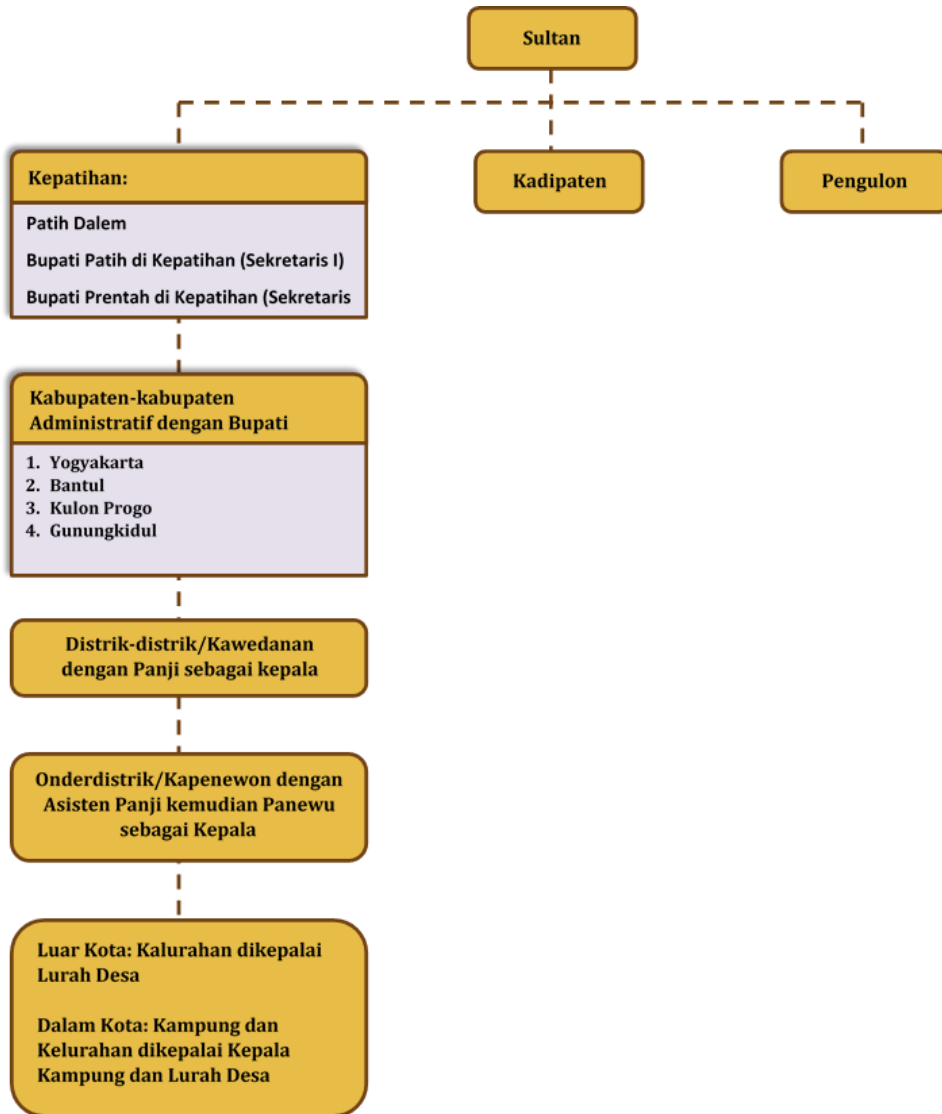 Sultan
Kepatihan:
Kadipaten
Pengulon
Patih Dalem
Bupati Patih di Kepatihan (Sekretaris I)
Bupati Prentah di Kepatihan (Sekretaris
Kabupaten-kabupaten
Administratif dengan Bupati
1. Yogyakarta
2. Bantul
3. Kulon Progo
4. Gunungkidul
Distrik-distrik/Kawedanan
dengan Panji sebagai kepala
Onderdistrik/Kapenewon dengan
Asisten Panji kemudian Panewu
sebagai Kepala
Luar Kota: Kalurahan dikepalai
Lurah Desa
Dalam Kota: Kampung dan
Kelurahan dikepalai Kepala
Kampung dan Lurah Desa